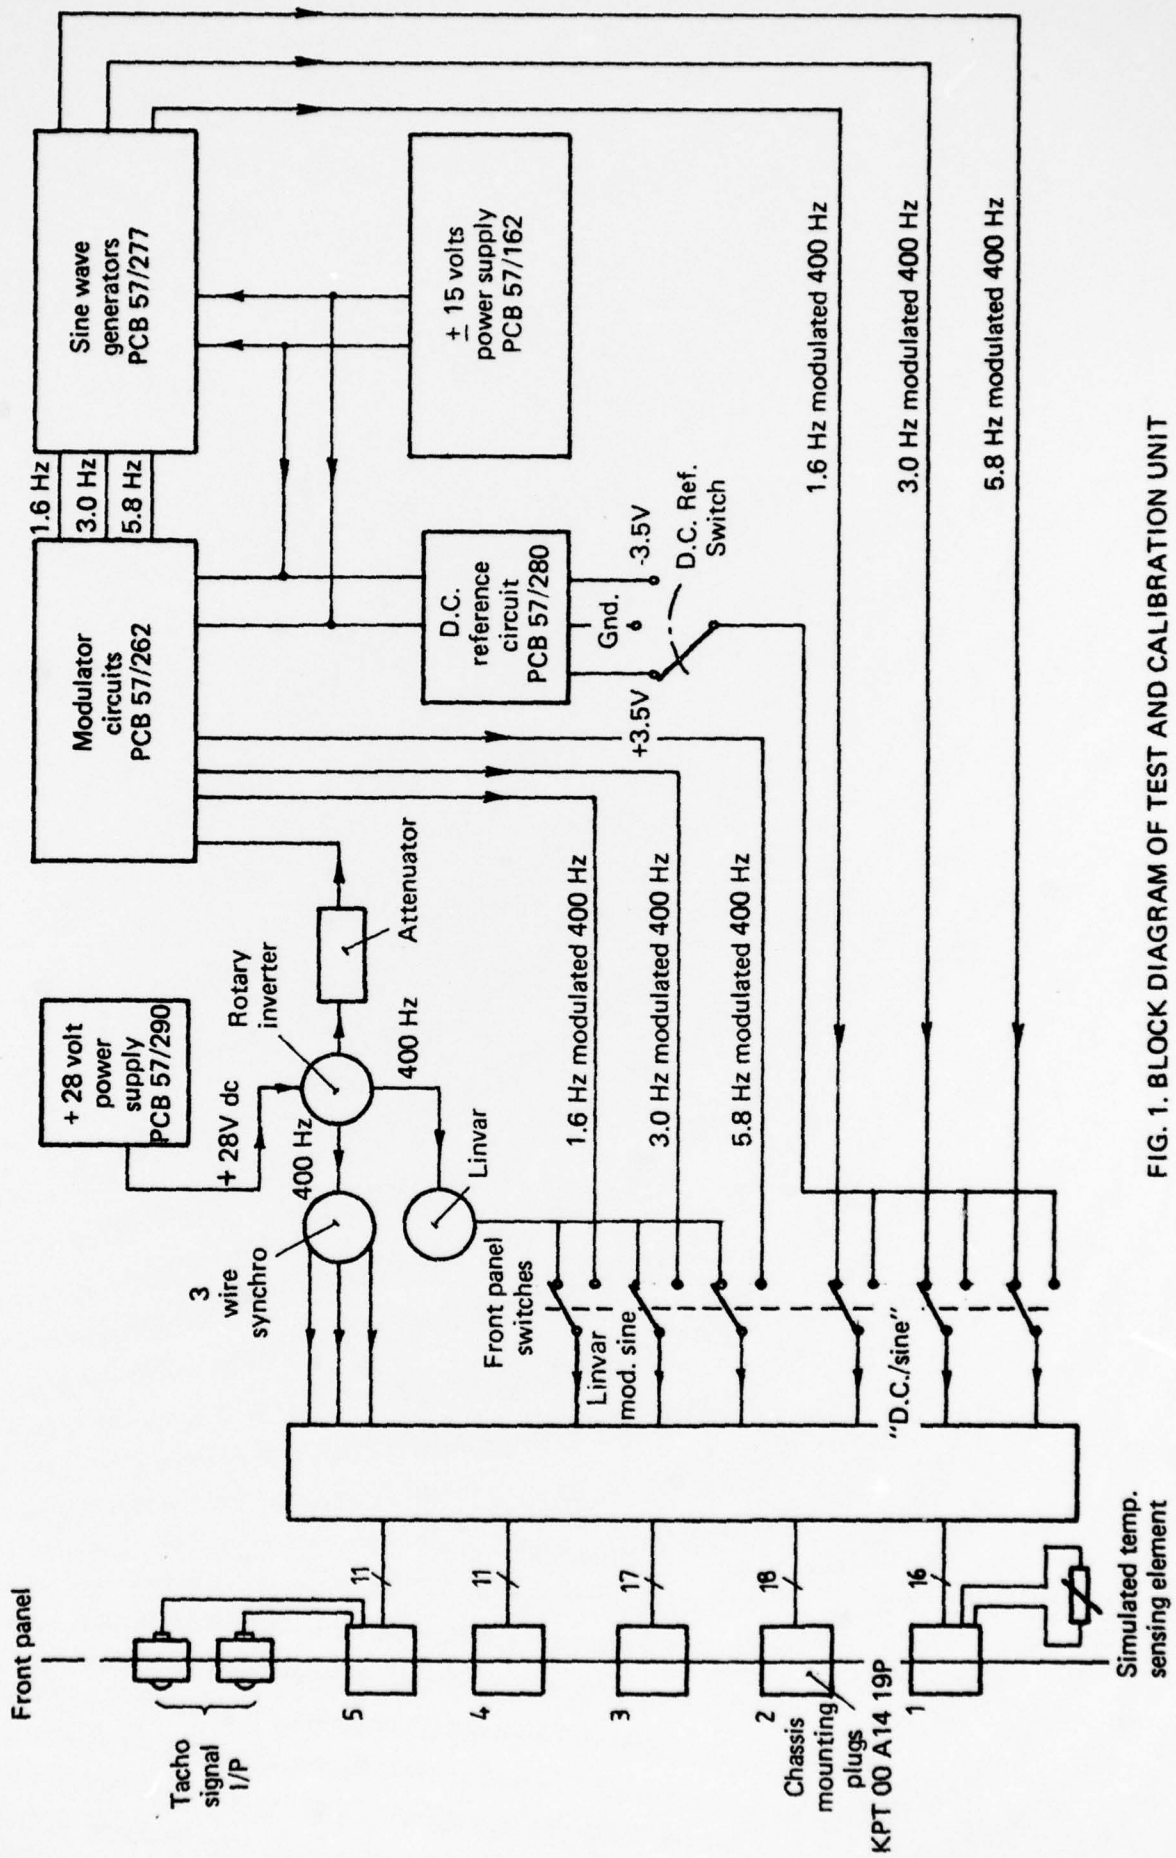 Front panel
Tacho
signal
I/P
5
4
3
2
1
11
11
17
18
16
Chassis
mounting
plugs
KPT 00 A14 19P
Simulated temp.
sensing element
3
wire
synchro
400 Hz
+ 28V dc
+ 28 volt
power
supply
PCB 57/290
Rotary
inverter
400 Hz
Attenuator
Linvar
Front panel
switches
Linvar
mod. sine
"D.C./sine"
1.6 Hz modulated 400 Hz
3.0 Hz modulated 400 Hz
5.8 Hz modulated 400 Hz
Modulator
circuits
PCB 57/262
1.6 Hz
3.0 Hz
5.8 Hz
Sine wave
generators
PCB 57/277
± 15 volts
power supply
PCB 57/162
D.C.
reference
circuit
PCB 57/280
+3.5V
Gnd.
-3.5V
D.C. Ref.
Switch
1.6 Hz modulated 400 Hz
3.0 Hz modulated 400 Hz
5.8 Hz modulated 400 Hz
FIG. 1. BLOCK DIAGRAM OF TEST AND CALIBRATION UNIT